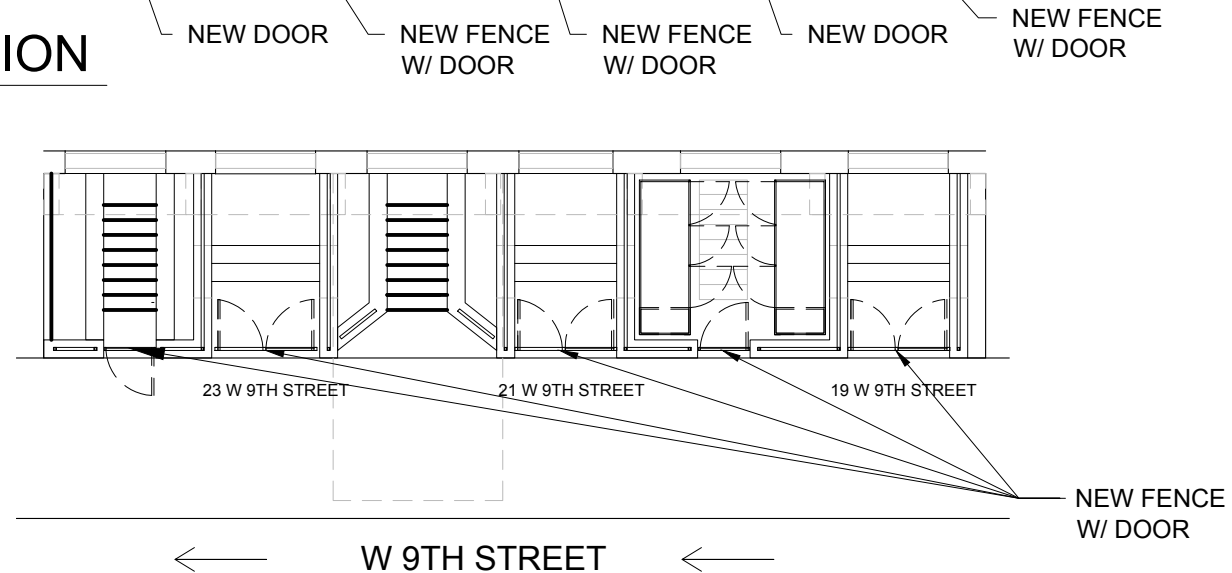 NEW DOOR
NEW FENCE
W/ DOOR
NEW FENCE
W/ DOOR
NEW DOOR
NEW FENCE
W/ DOOR
ION
23 W 9TH STREET
21 W 9TH STREET
19 W 9TH STREET
NEW FENCE
W/ DOOR
W 9TH STREET